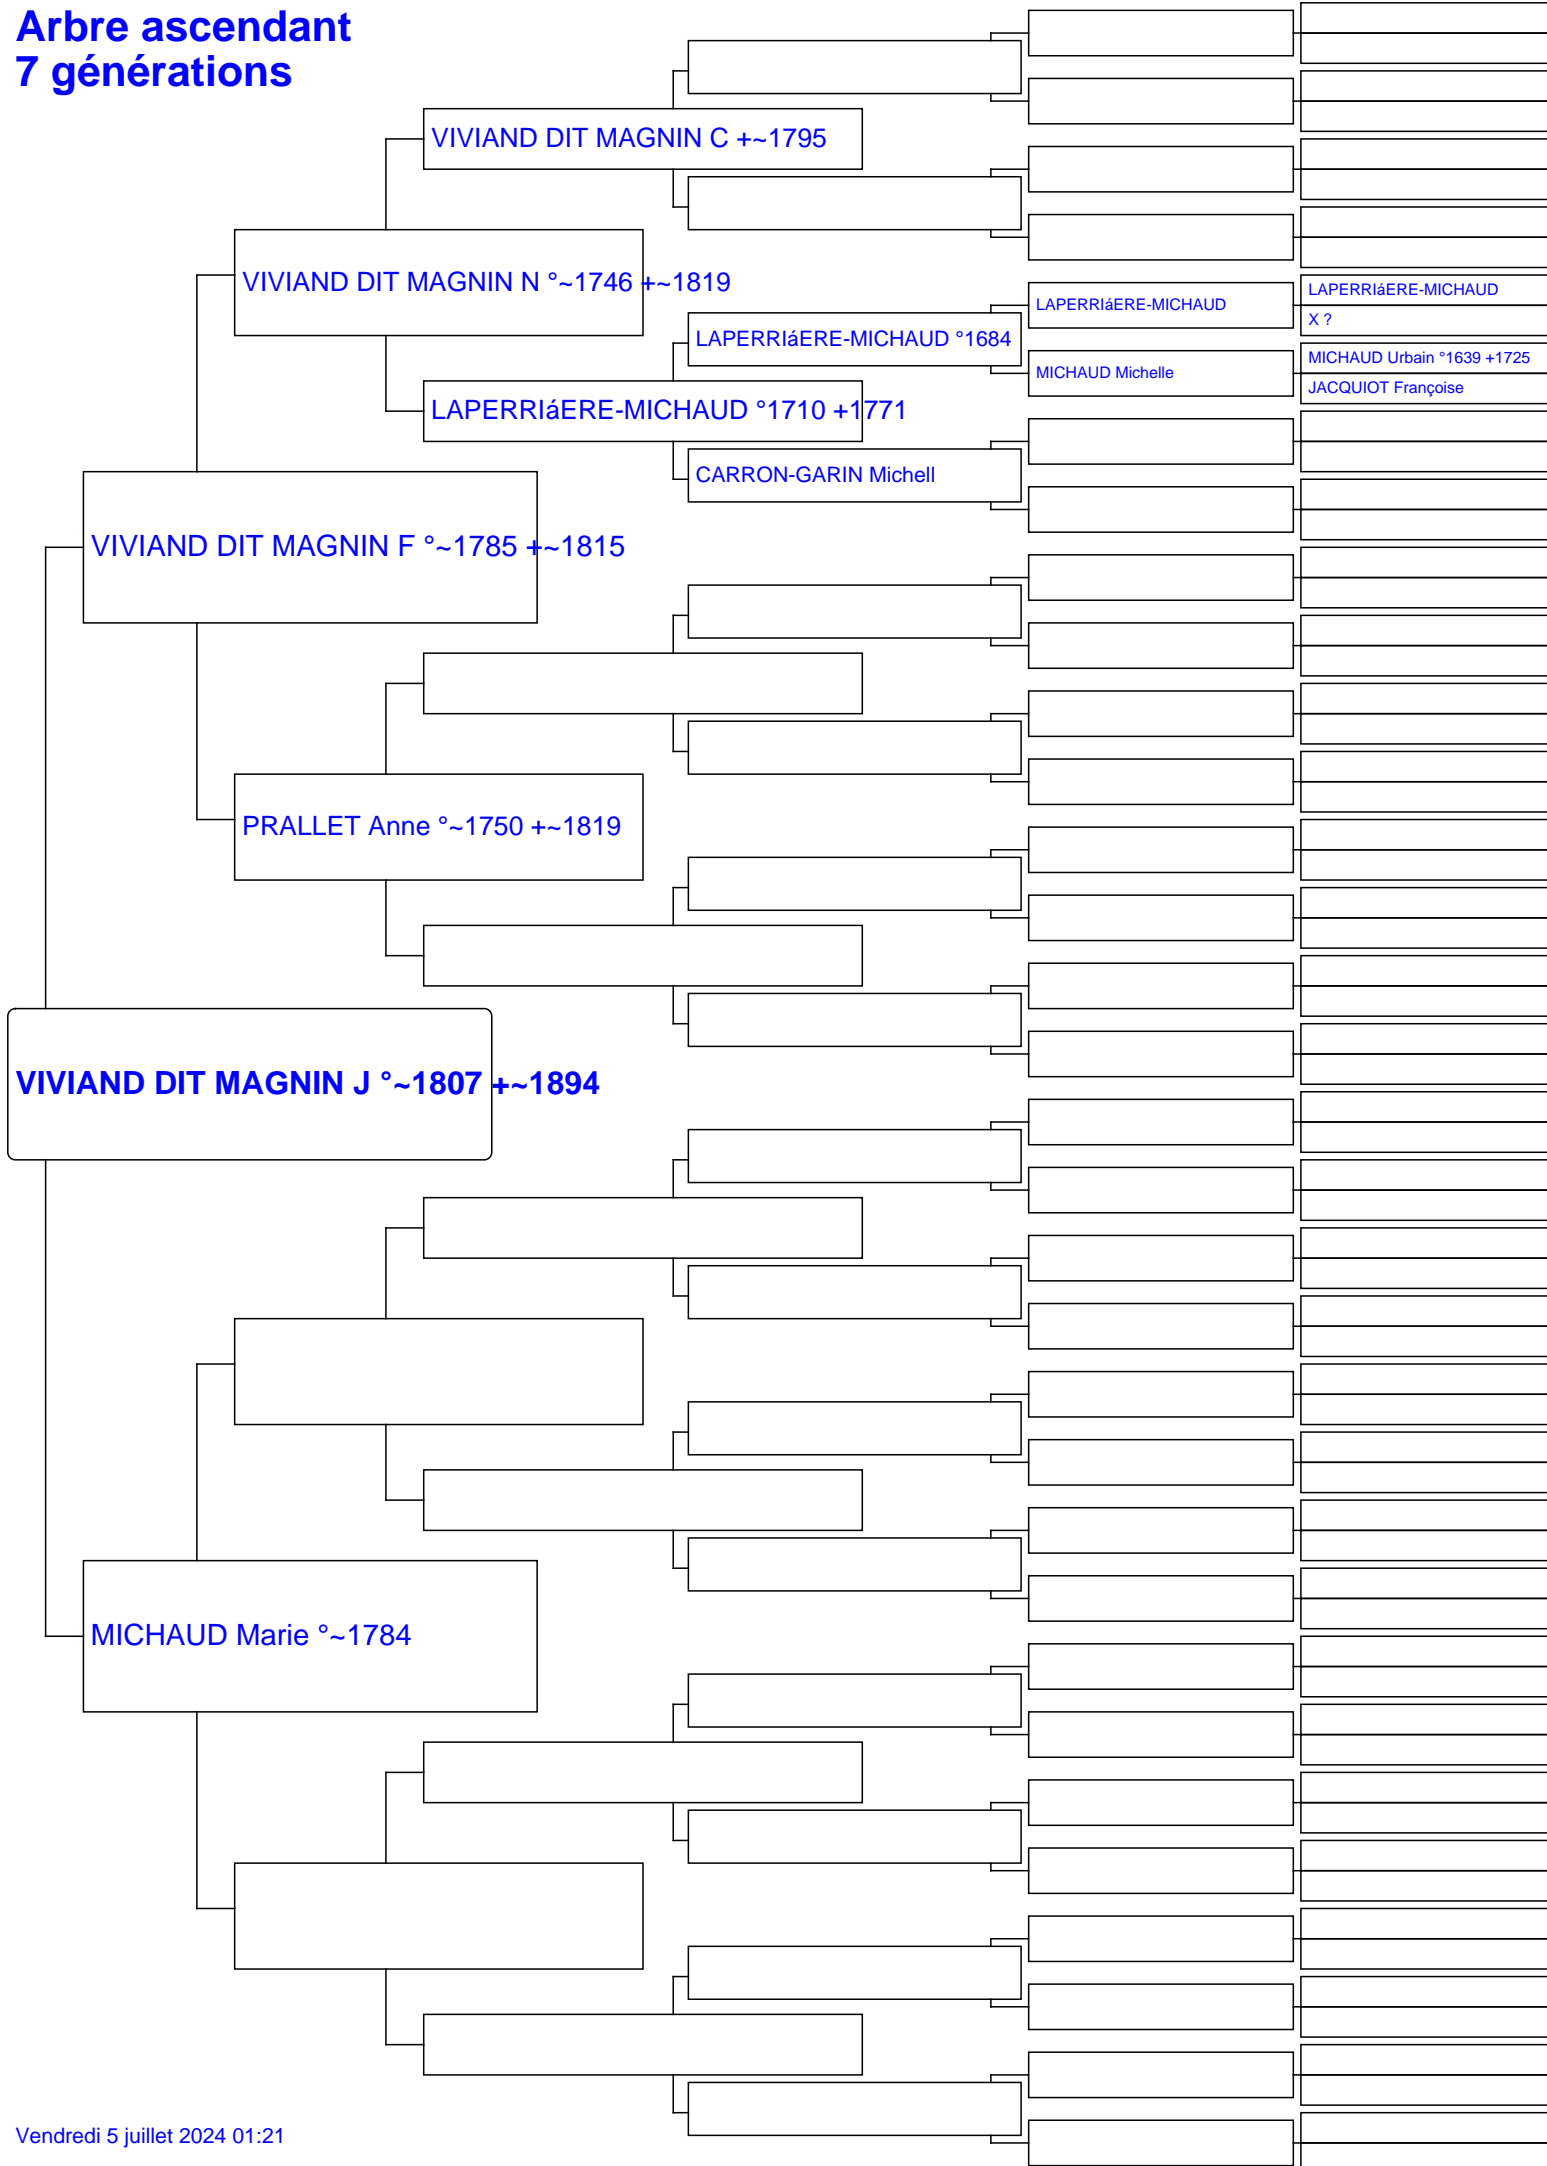 Arbre ascendant
7 générations
VIVIAND DIT MAGNIN C +~1795
VIVIAND DIT MAGNIN N °~1746 +~1819
LAPERRIáERE-MICHAUD
LAPERRIáERE-MICHAUD
X ?
LAPERRIáERE-MICHAUD °1684
MICHAUD Urbain °1639 +1725
MICHAUD Michelle
JACQUIOT Françoise
LAPERRIáERE-MICHAUD °1710 +1771
CARRON-GARIN Michell
VIVIAND DIT MAGNIN F °~1785 +~1815
PRALLET Anne °~1750 +~1819
VIVIAND DIT MAGNIN J °~1807 +~1894
MICHAUD Marie °~1784
Vendredi 5 juillet 2024 01:21